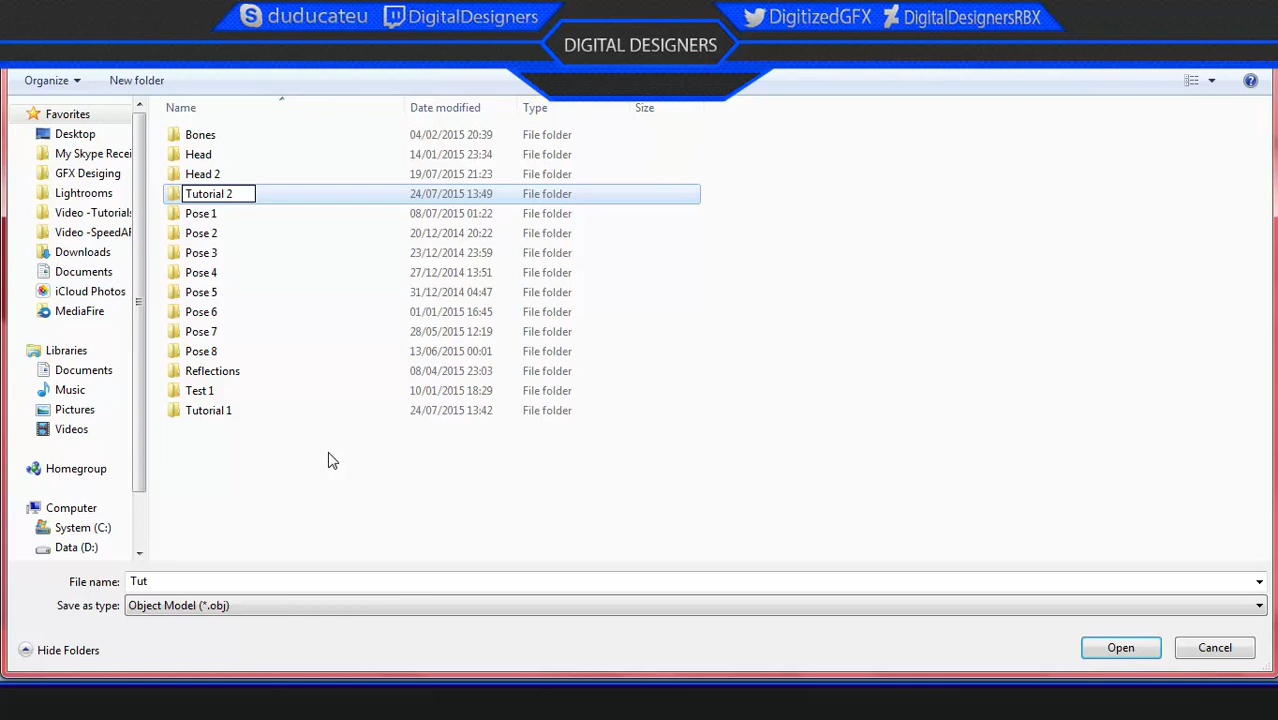 duducateu DigitalDesigners DigitizedGFX DigitalDesignersRBX
DIGITAL DESIGNERS
Organize New folder
Name Date modified Type Size
Favorites
Desktop
My Skype Recei
GFX Desiging
Lightrooms
Video -Tutorials
Video -SpeedAR
Downloads
Documents
iCloud Photos
MediaFire
Libraries
Documents
Music
Pictures
Videos
Homegroup
Computer
System (C:)
Data (D:)
Bones 04/02/2015 20:39 File folder
Head 14/01/2015 23:34 File folder
Head 2 19/07/2015 21:23 File folder
Tutorial 2 24/07/2015 13:49 File folder
Pose 1 08/07/2015 01:22 File folder
Pose 2 20/12/2014 20:22 File folder
Pose 3 23/12/2014 23:59 File folder
Pose 4 27/12/2014 13:51 File folder
Pose 5 31/12/2014 04:47 File folder
Pose 6 01/01/2015 16:45 File folder
Pose 7 28/05/2015 12:19 File folder
Pose 8 13/06/2015 00:01 File folder
Reflections 08/04/2015 23:03 File folder
Test 1 10/01/2015 18:29 File folder
Tutorial 1 24/07/2015 13:42 File folder
File name: Tut
Save as type: Object Model (*.obj)
Hide Folders Open Cancel